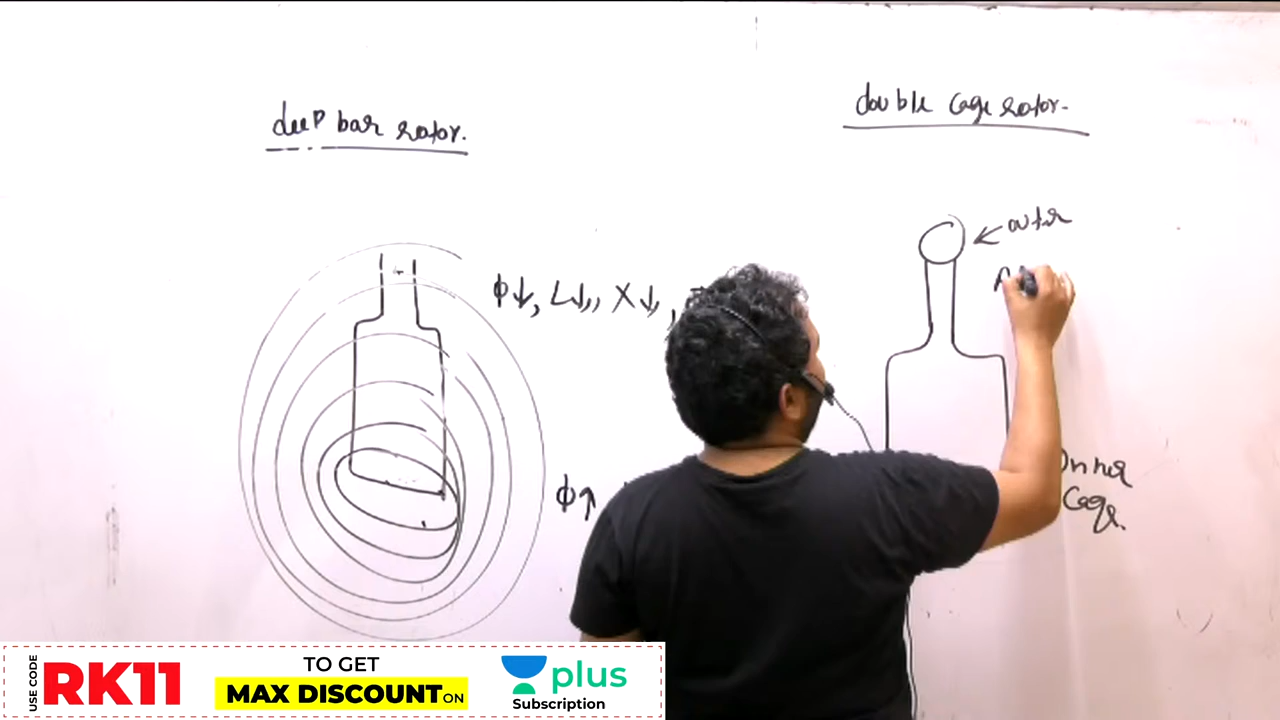 deep bar rotor.
double cage rotor.
outer
Φ↓, L↓, X↓,
Φ↑
Inner
Cage.
USE CODE
RK11
TO GET
MAX DISCOUNT ON
plus
Subscription